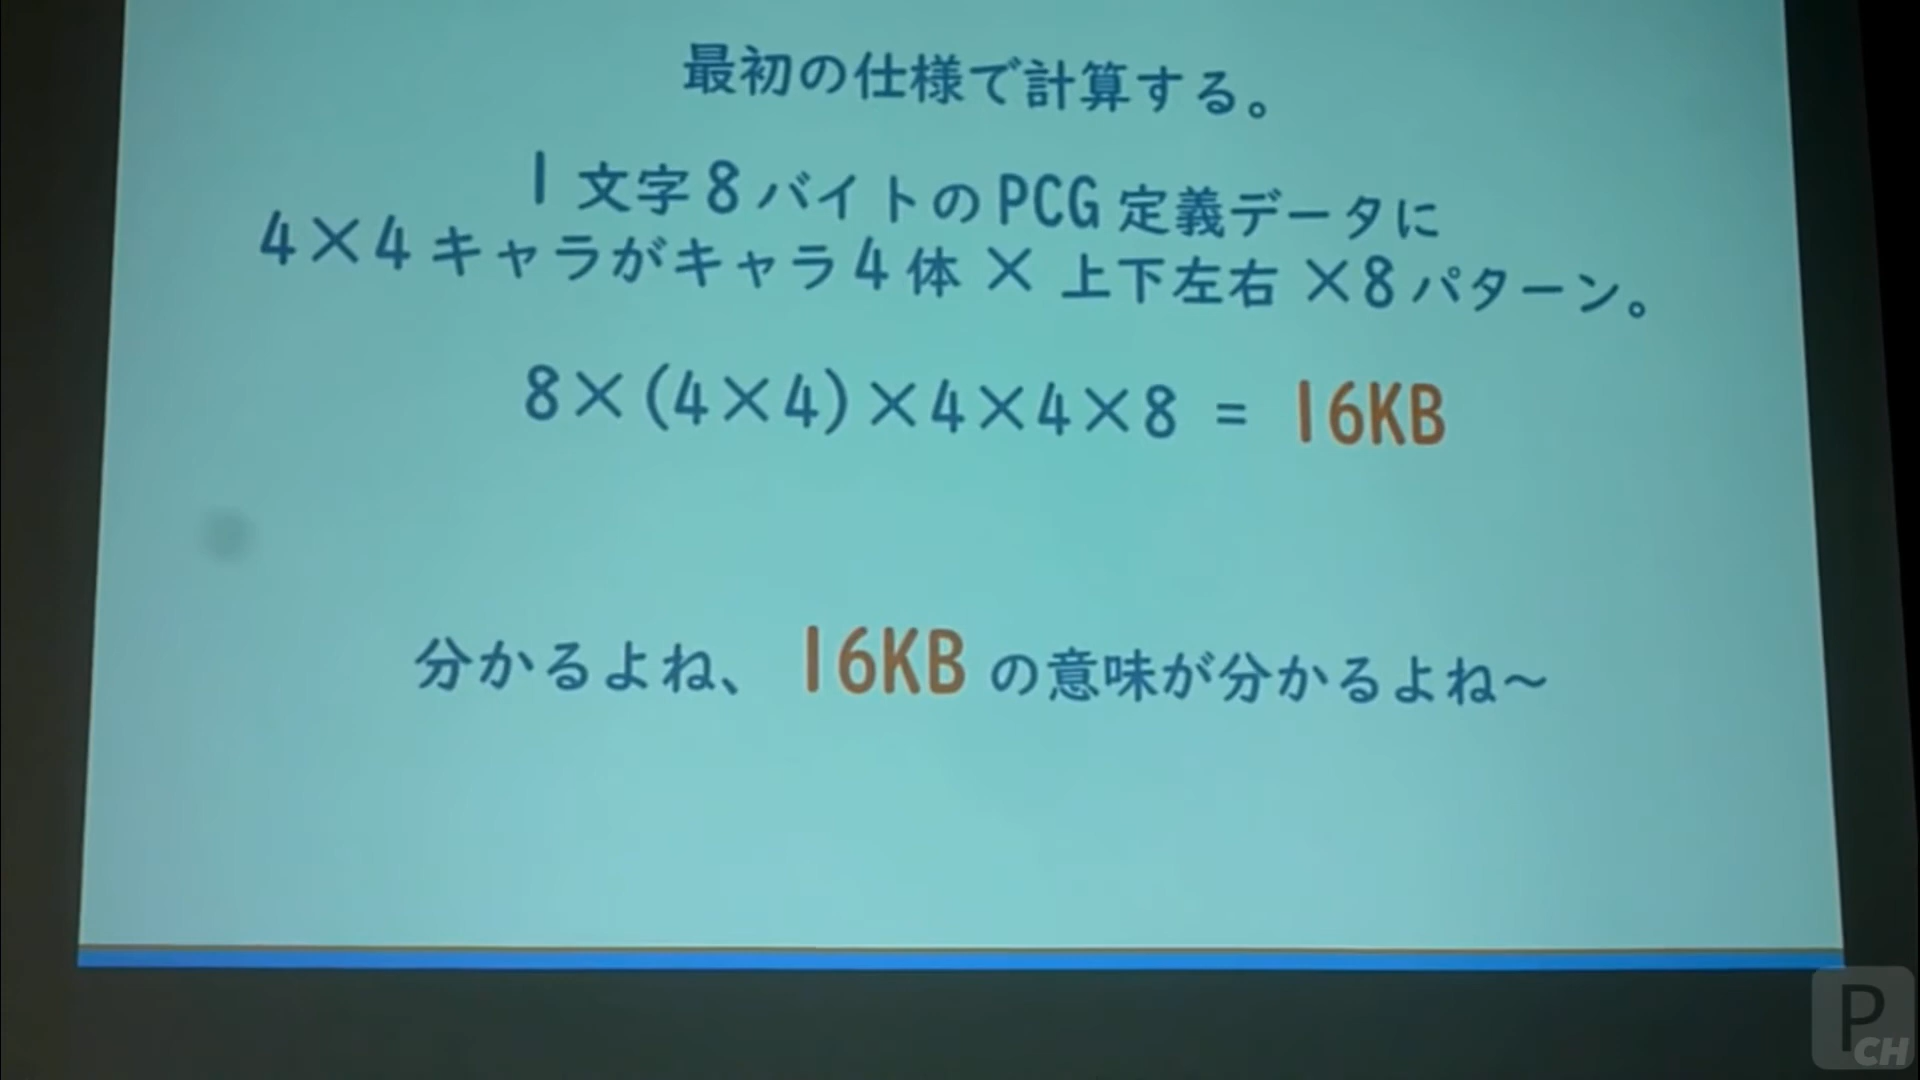 最初の仕様で計算する。
1文字8バイトのPCG定義データに
4×4キャラがキャラ4体×上下左右×8パターン。
8×(4×4)×4×4×8 = 16KB
分かるよね、16KBの意味が分かるよね～
P
CH